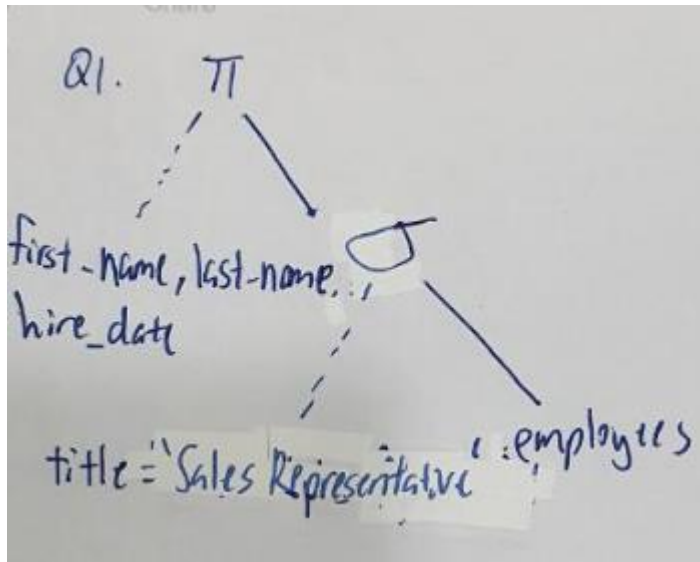 Q1. π
σ
first_name, last_name,
hire_date
title = "Sales Representative" employees